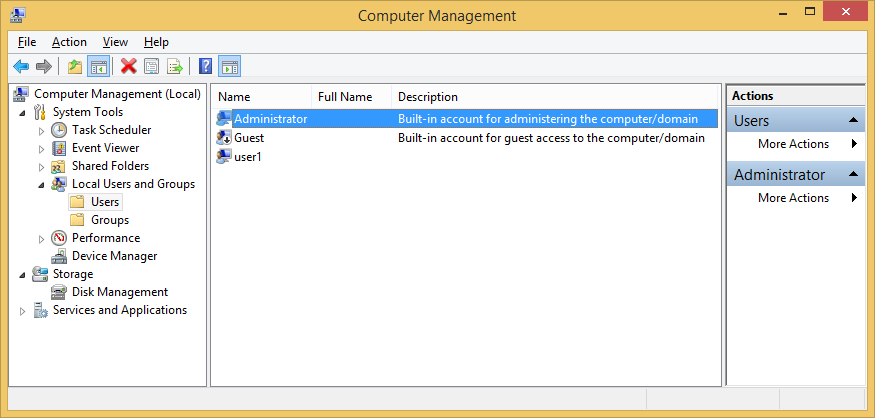 Computer Management
File Action View Help
Computer Management (Local)
System Tools
Task Scheduler
Event Viewer
Shared Folders
Local Users and Groups
Users
Groups
Performance
Device Manager
Storage
Disk Management
Services and Applications
Name Full Name Description
Administrator Built-in account for administering the computer/domain
Guest Built-in account for guest access to the computer/domain
user1
Actions
Users
More Actions
Administrator
More Actions